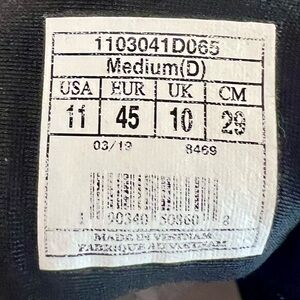 1103041D065
Medium(D)
USA EUR UK CM
11 45 10 29
03/19 8469
MADE IN VIETNAM
FABRIQUE AU VIETNAM